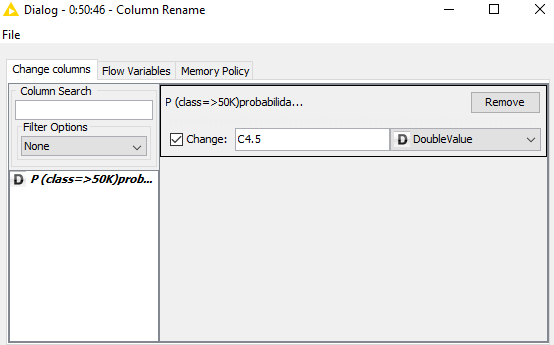 Dialog - 0:50:46 - Column Rename
File
Change columns Flow Variables Memory Policy
Column Search
Filter Options
None
D P (class=>50K)prob...
P (class=>50K)probabilida... Remove
Change: C4.5 D DoubleValue